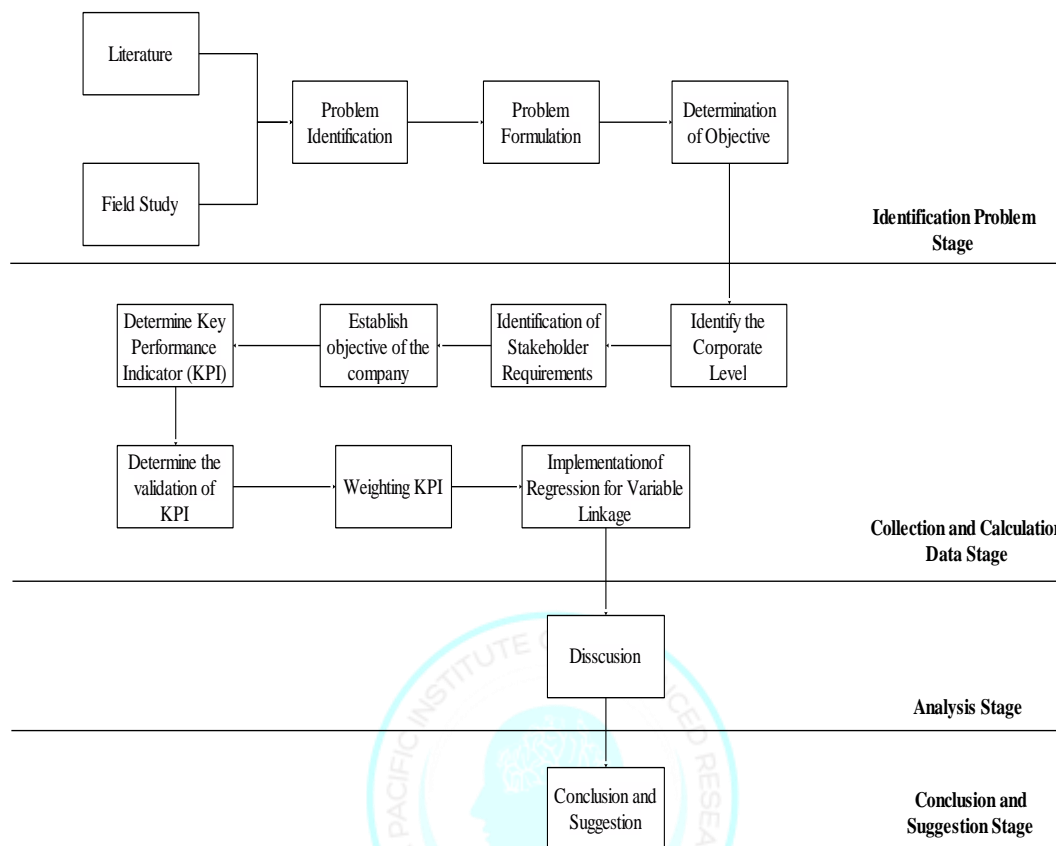 Literature
Field Study
Problem
Identification
Problem
Formulation
Determination
of Objective
Identification Problem
Stage
Identify the
Corporate
Level
Identification of
Stakeholder
Requirements
Establish
objective of the
company
Determine Key
Performance
Indicator (KPI)
Determine the
validation of
KPI
Weighting KPI
Implementationof
Regression for Variable
Linkage
Collection and Calculation
Data Stage
Disscusion
Analysis Stage
Conclusion and
Suggestion
Conclusion and
Suggestion Stage
PACIFIC INSTITUTE